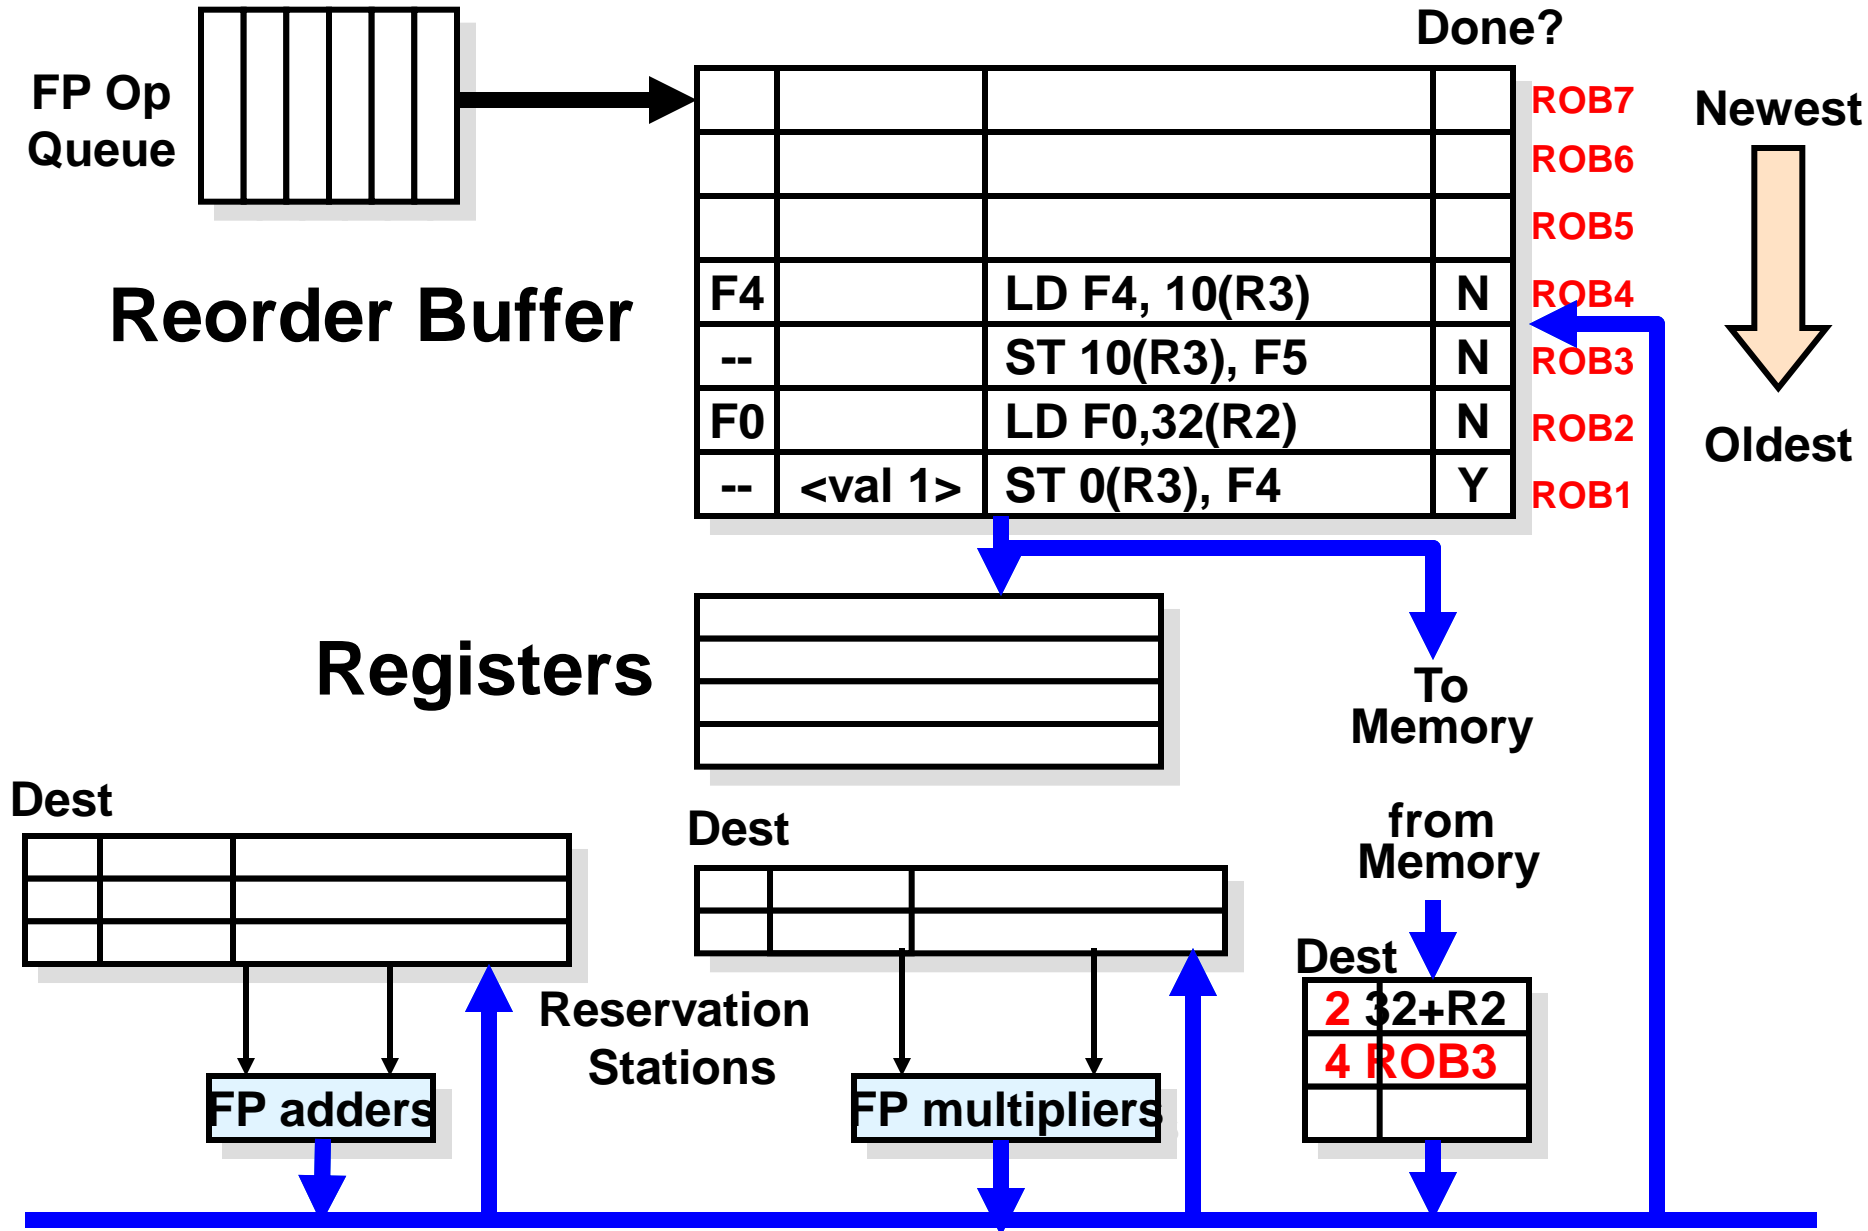 Done?
FP Op
Queue
ROB7
Newest
ROB6
ROB5
Reorder Buffer
F4 LD F4, 10(R3) N ROB4
-- ST 10(R3), F5 N ROB3
F0 LD F0,32(R2) N ROB2
Oldest
-- <val 1> ST 0(R3), F4 Y ROB1
Registers
To
Memory
Dest
Dest
from
Memory
Dest
2 32+R2
4 ROB3
Reservation
Stations
FP adders
FP multipliers